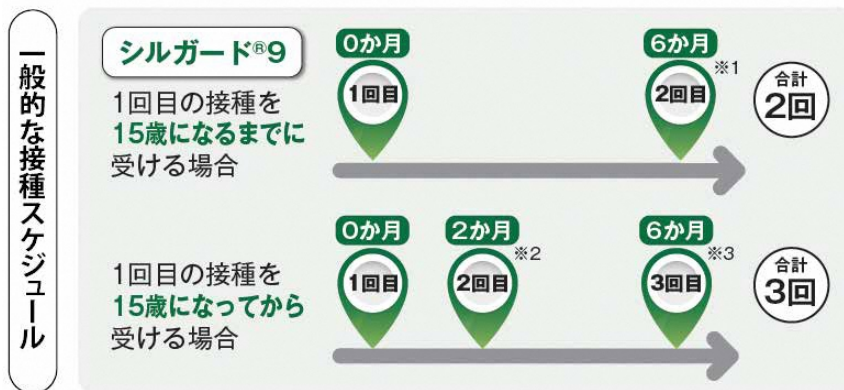 一般的な接種スケジュール
シルガード®9
1回目の接種を
15歳になるまでに
受ける場合
0か月
1回目
6か月
※1
2回目
合計
2回
1回目の接種を
15歳になってから
受ける場合
0か月
1回目
2か月
※2
2回目
6か月
※3
3回目
合計
3回